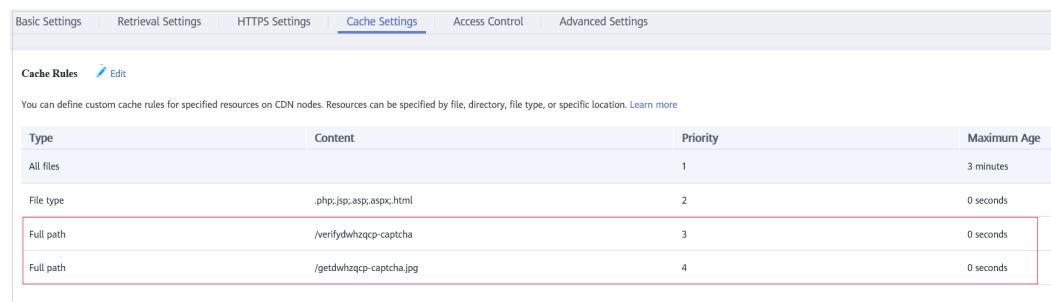 Basic Settings Retrieval Settings HTTPS Settings Cache Settings Access Control Advanced Settings
Cache Rules Edit
You can define custom cache rules for specified resources on CDN nodes. Resources can be specified by file, directory, file type, or specific location. Learn more
Type Content Priority Maximum Age
All files 1 3 minutes
File type .php;.jsp;.asp;.aspx;.html 2 0 seconds
Full path /verifydwhzqcp-captcha 3 0 seconds
Full path /getdwhzqcp-captcha.jpg 4 0 seconds